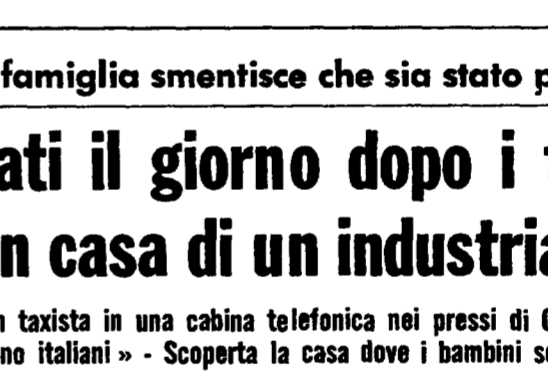 famiglia smentisce che sia stato
ati il giorno dopo i
n casa di un industria
taxista in una cabina telefonica nei pressi di
no italiani » - Scoperta la casa dove i bambini